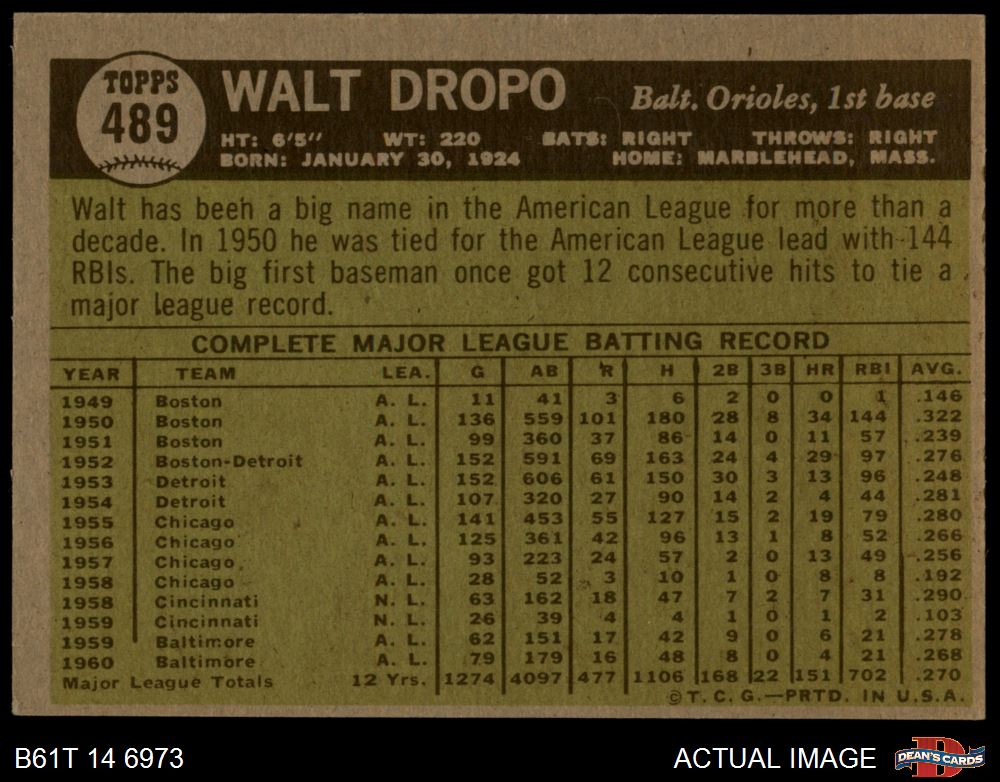 TOPPS
489
WALT DROPO Balt. Orioles, 1st base
HT: 6'5" WT: 220 BATS: RIGHT THROWS: RIGHT
BORN: JANUARY 30, 1924 HOME: MARBLEHEAD, MASS.
Walt has beeh a big name in the American League for more than a
decade. In 1950 he was tied for the American League lead with 144
RBIs. The big first baseman once got 12 consecutive hits to tie a
major league record.
COMPLETE MAJOR LEAGUE BATTING RECORD
YEAR TEAM LEA. G AB R H 2B 3B HR RBI AVG.
1949 Boston A. L. 11 41 3 6 2 0 0 1 .146
1950 Boston A. L. 136 559 101 180 28 8 34 144 .322
1951 Boston A. L. 99 360 37 86 14 0 11 57 .239
1952 Boston-Detroit A. L. 152 591 69 163 24 4 29 97 .276
1953 Detroit A. L. 152 606 61 150 30 3 13 96 .248
1954 Detroit A. L. 107 320 27 90 14 2 4 44 .281
1955 Chicago A. L. 141 453 55 127 15 2 19 79 .280
1956 Chicago A. L. 125 361 42 96 13 1 8 52 .266
1957 Chicago A. L. 93 223 24 57 2 0 13 49 .256
1958 Chicago A. L. 28 52 3 10 1 0 8 8 .192
1958 Cincinnati N. L. 63 162 18 47 7 2 7 31 .290
1959 Cincinnati N. L. 26 39 4 4 1 0 1 2 .103
1959 Baltimore A. L. 62 151 17 42 9 0 6 21 .278
1960 Baltimore A. L. 79 179 16 48 8 0 4 21 .268
Major League Totals 12 Yrs. 1274 4097 477 1106 168 22 151 702 .270
©T.C.G.—PRTD. IN U.S.A.
B61T 14 6973 ACTUAL IMAGE DEAN'S CARDS